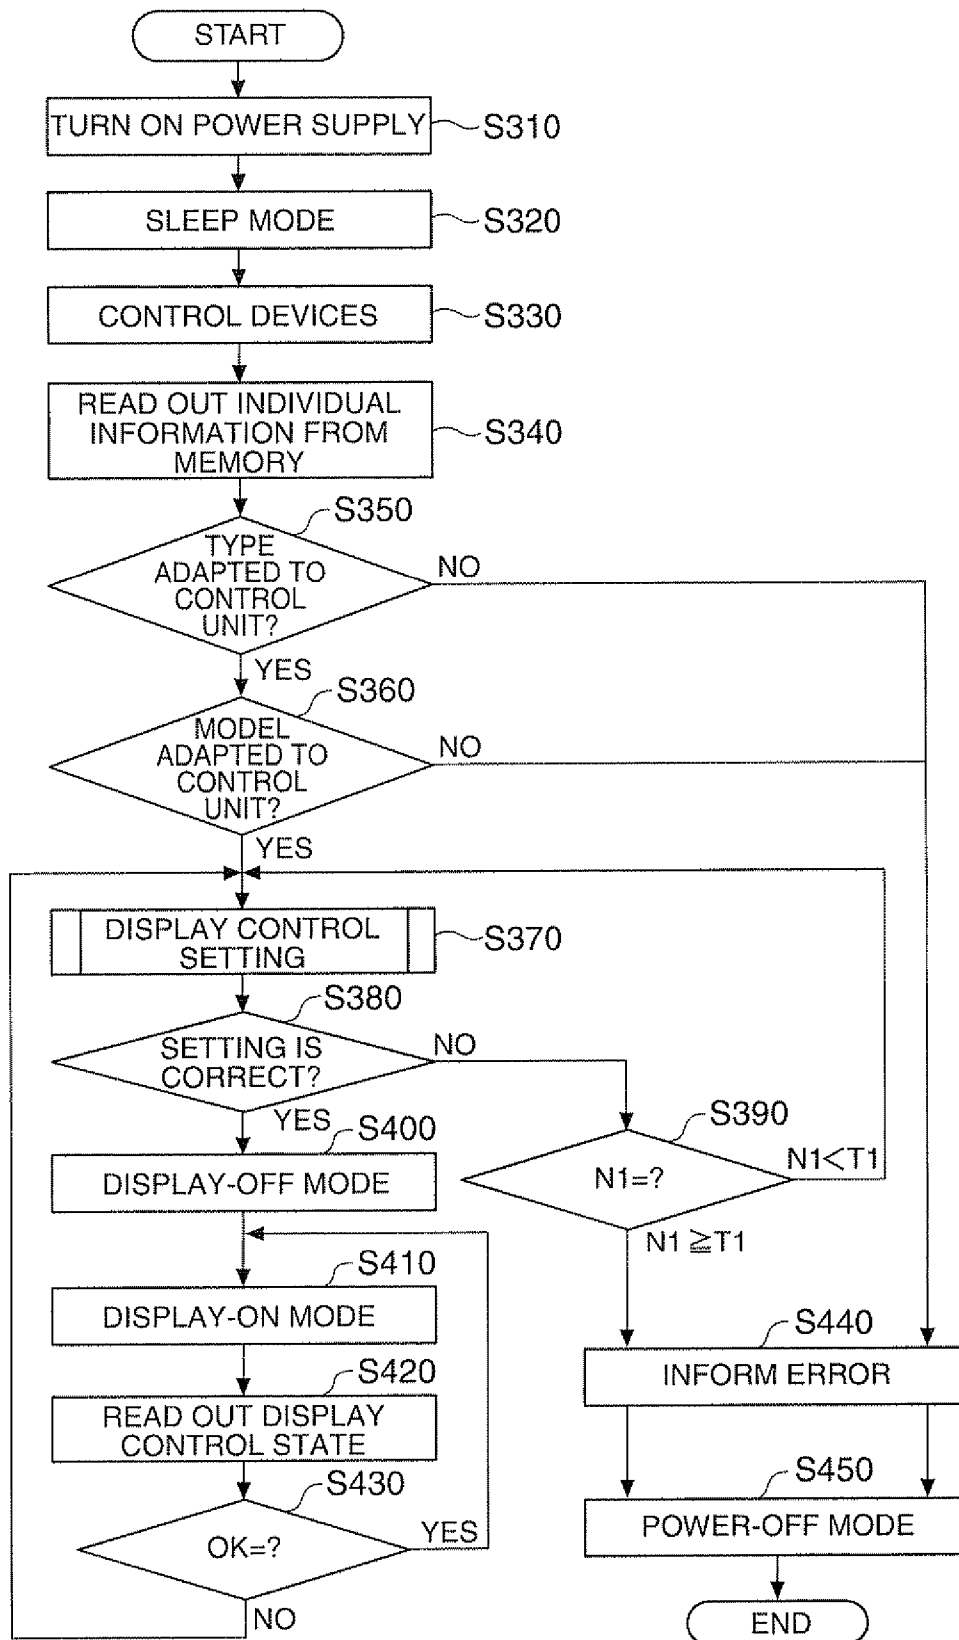 START
TURN ON POWER SUPPLY
S310
SLEEP MODE
S320
CONTROL DEVICES
S330
READ OUT INDIVIDUAL
INFORMATION FROM
MEMORY
S340
S350
TYPE
ADAPTED TO
CONTROL
UNIT?
NO
YES
S360
MODEL
ADAPTED TO
CONTROL
UNIT?
NO
YES
DISPLAY CONTROL
SETTING
S370
S380
SETTING IS
CORRECT?
NO
YES
S390
N1=?
N1<T1
N1≧T1
S400
DISPLAY-OFF MODE
S410
DISPLAY-ON MODE
S420
READ OUT DISPLAY
CONTROL STATE
S430
OK=?
YES
NO
S440
INFORM ERROR
S450
POWER-OFF MODE
END